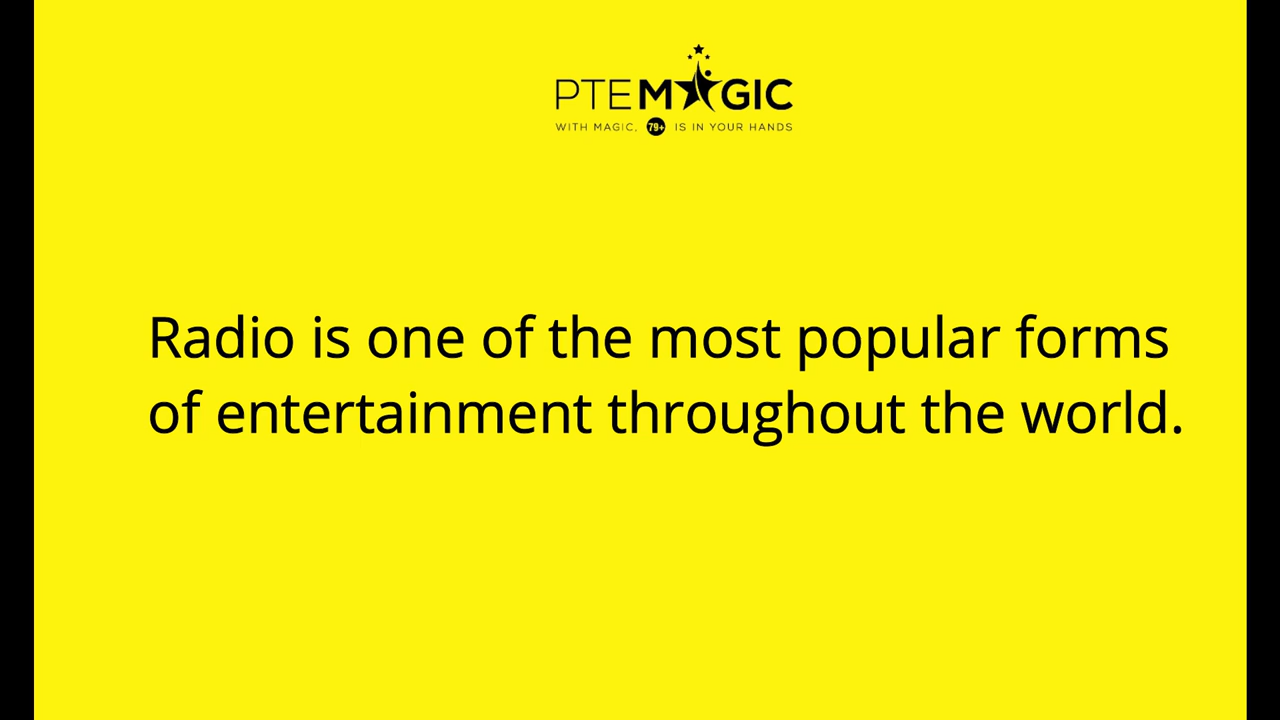 PTEMAGIC
WITH MAGIC, 79+ IS IN YOUR HANDS
Radio is one of the most popular forms
of entertainment throughout the world.